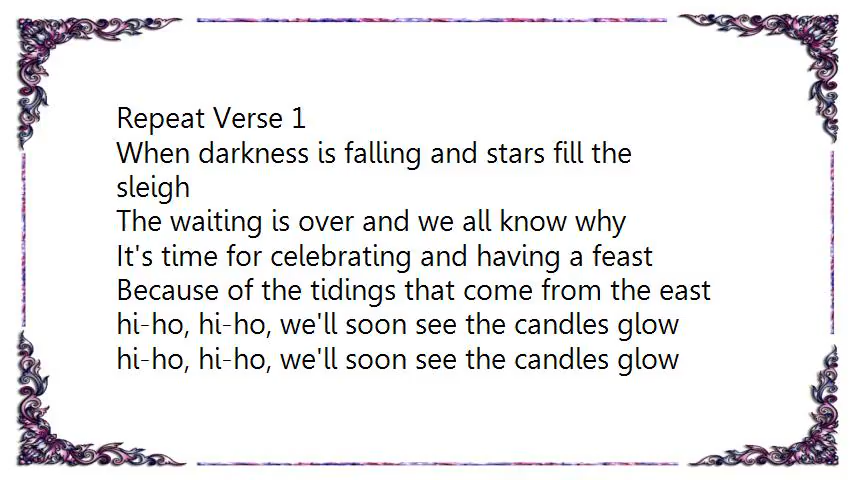 Repeat Verse 1
When darkness is falling and stars fill the
sleigh
The waiting is over and we all know why
It's time for celebrating and having a feast
Because of the tidings that come from the east
hi-ho, hi-ho, we'll soon see the candles glow
hi-ho, hi-ho, we'll soon see the candles glow